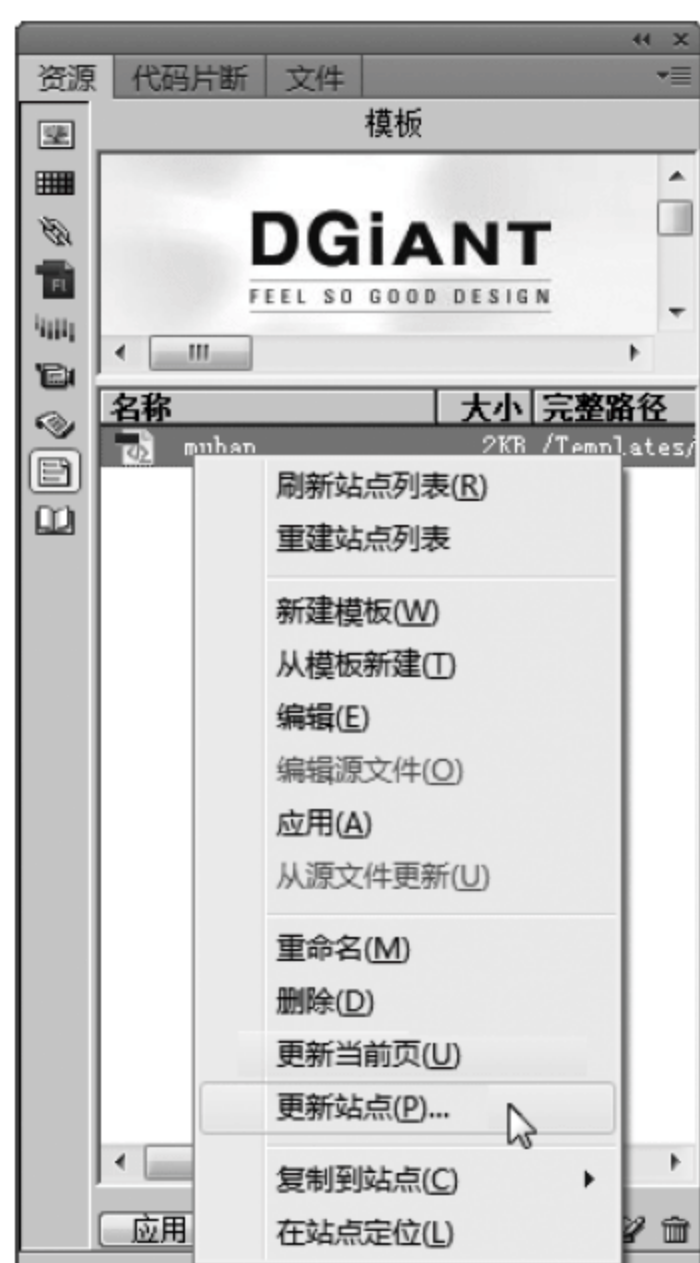 资源 代码片断 文件
模板
DGiANT
FEEL SO GOOD DESIGN
名称 大小 完整路径
muban 2KB /Templates/
刷新站点列表(R)
重建站点列表
新建模板(W)
从模板新建(T)
编辑(E)
编辑源文件(O)
应用(A)
从源文件更新(U)
重命名(M)
删除(D)
更新当前页(U)
更新站点(P)...
复制到站点(C)
应用
在站点定位(L)